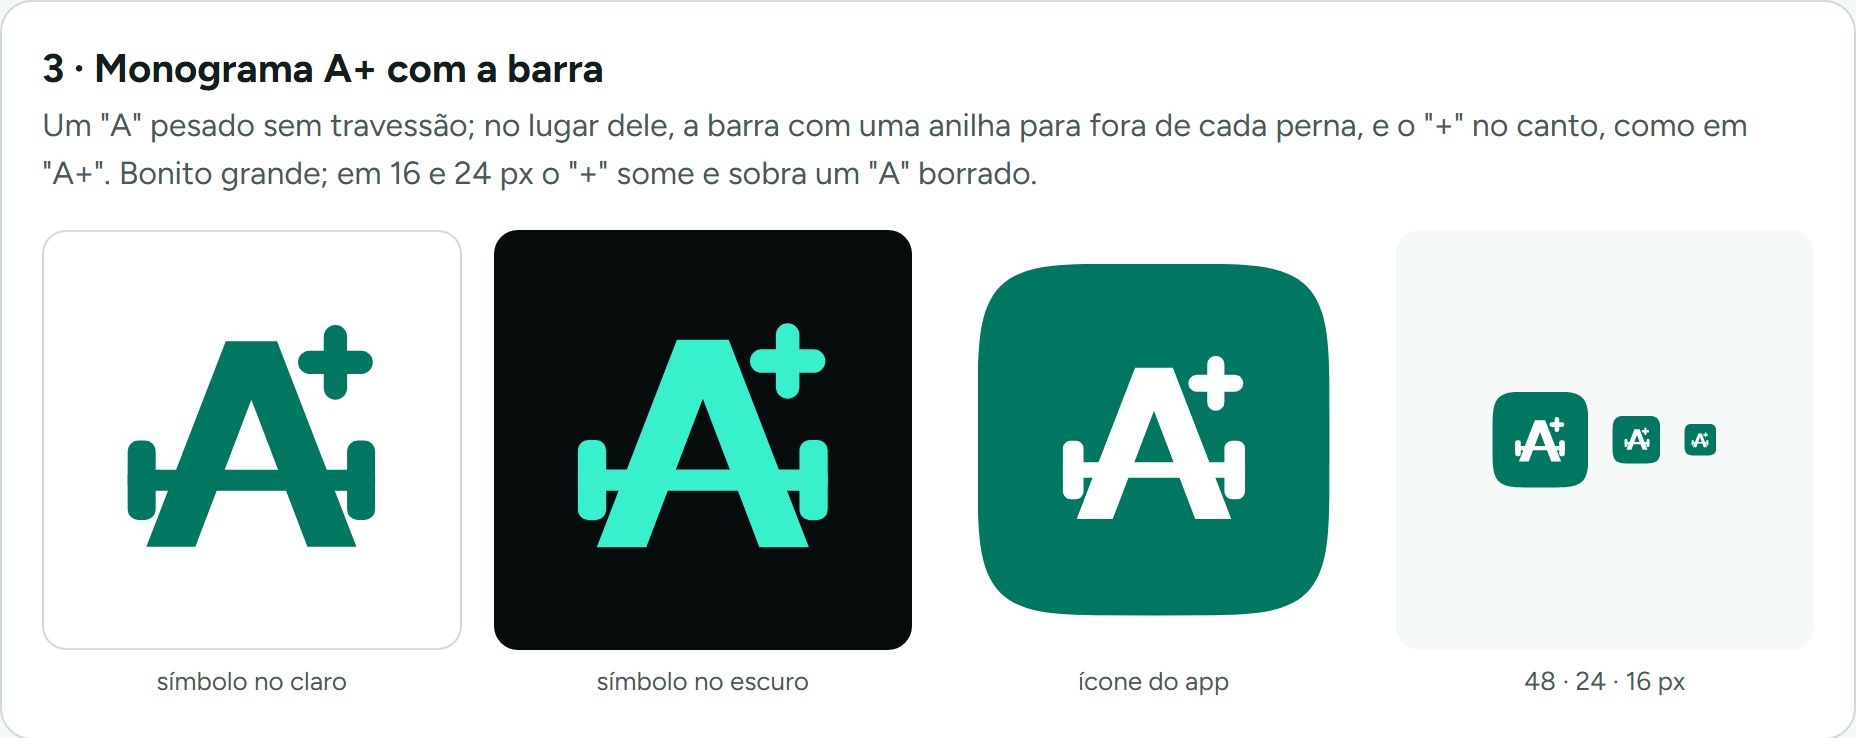 3 · Monograma A+ com a barra
Um "A" pesado sem travessão; no lugar dele, a barra com uma anilha para fora de cada perna, e o "+" no canto, como em
"A+". Bonito grande; em 16 e 24 px o "+" some e sobra um "A" borrado.
A+
A+
A+
A+
A+
A+
símbolo no claro
símbolo no escuro
ícone do app
48 · 24 · 16 px